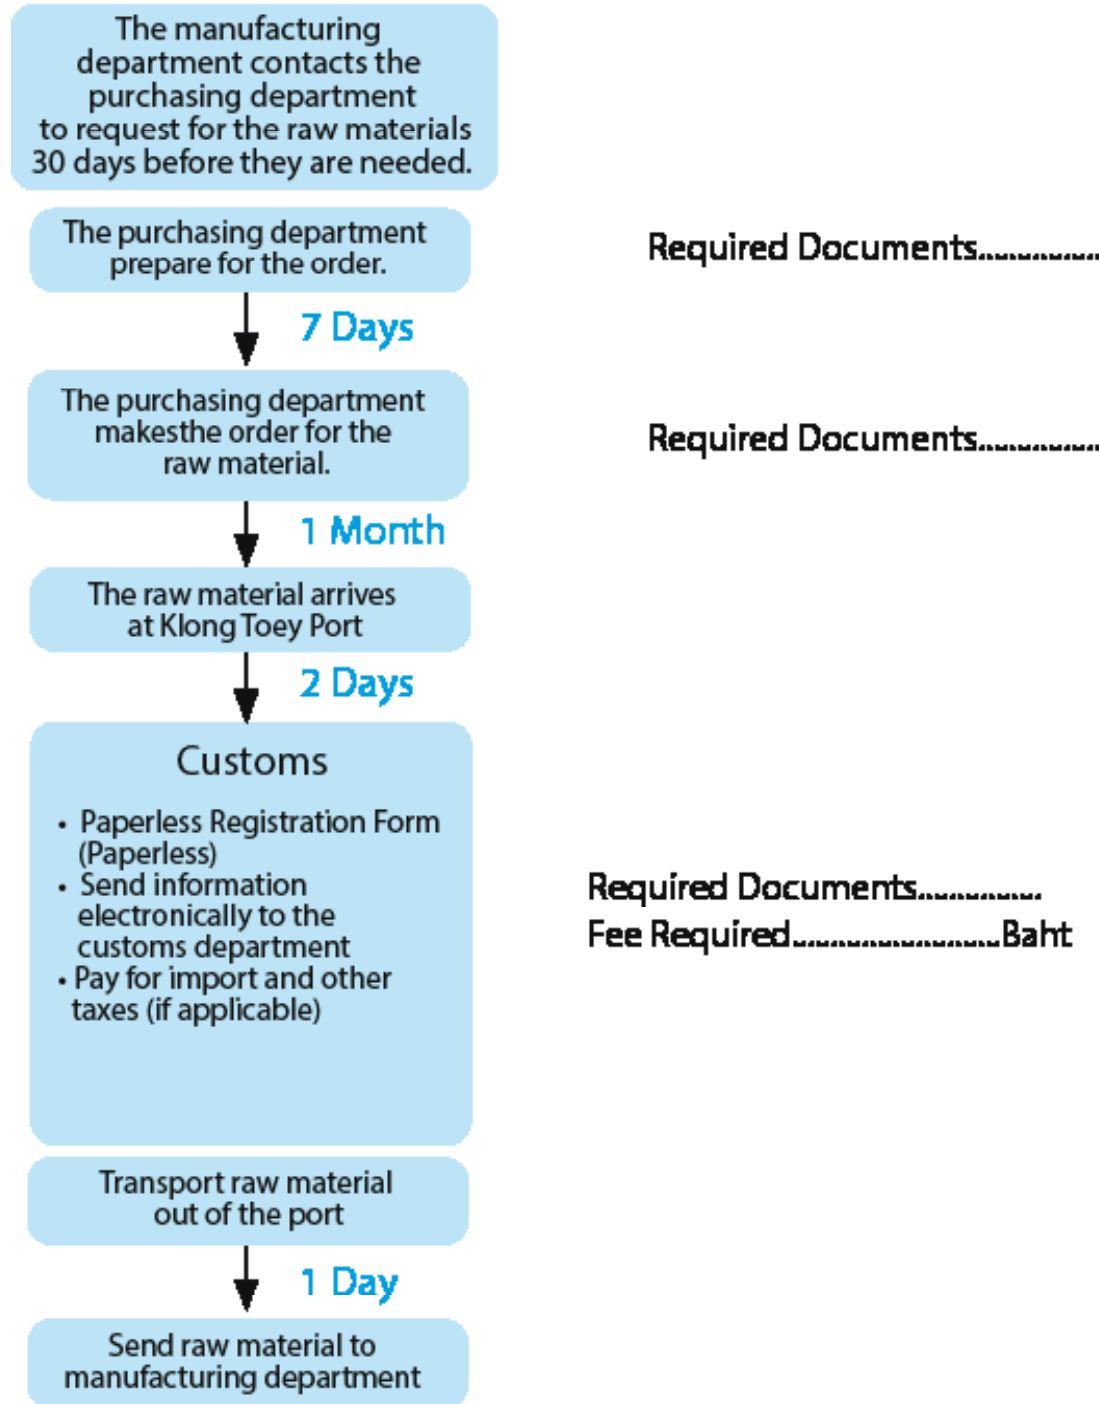 The manufacturing
department contacts the
purchasing department
to request for the raw materials
30 days before they are needed.
The purchasing department
prepare for the order.
Required Documents..............
7 Days
The purchasing department
makesthe order for the
raw material.
Required Documents..............
1 Month
The raw material arrives
at Klong Toey Port
2 Days
Customs
• Paperless Registration Form
(Paperless)
• Send information
electronically to the
customs department
• Pay for import and other
taxes (if applicable)
Required Documents..............
Fee Required........................Baht
Transport raw material
out of the port
1 Day
Send raw material to
manufacturing department